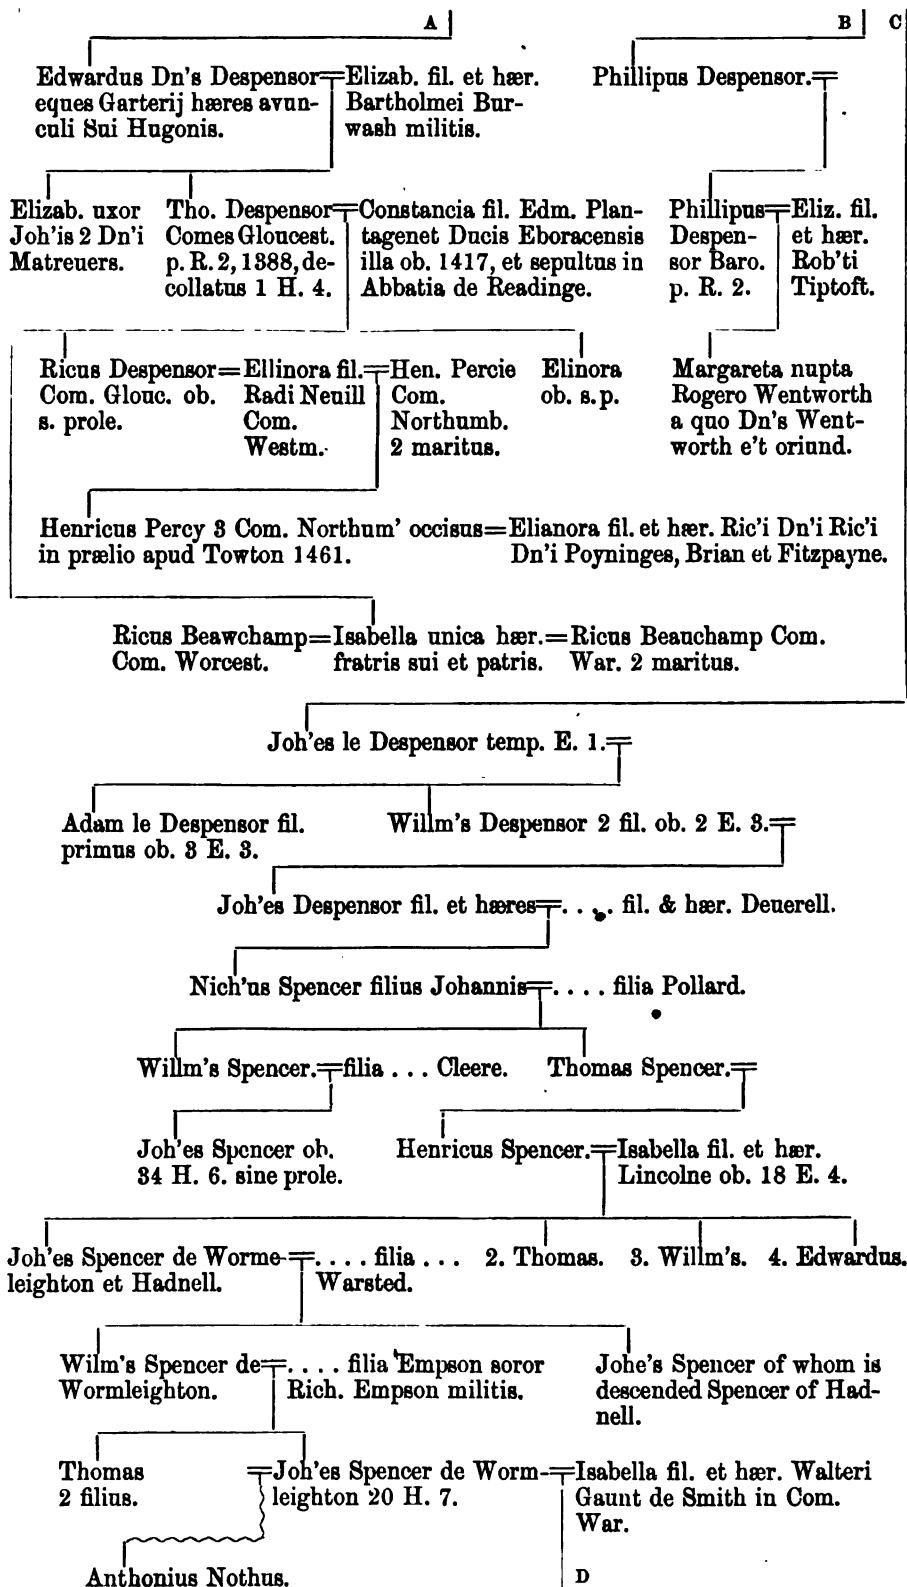 A
B
C
Edwardus Dn's Despensor=Elizab. fil. et hær.
eques Garterij hæres avun- Bartholmei Bur-
culi Sui Hugonis. wash militis.
Phillipus Despensor.=
Elizab. uxor
Joh'is 2 Dn'i
Matreuers.
Tho. Despensor=Constancia fil. Edm. Plan-
Comes Gloucest. tagenet Ducis Eboracensis
p. R. 2, 1388, de- illa ob. 1417, et sepultus in
collatus 1 H. 4. Abbatia de Readinge.
Phillipus=Eliz. fil.
Despen- et hær.
sor Baro. Rob'ti
p. R. 2. Tiptoft.
Ricus Despensor=Ellinora fil.=Hen. Percie
Com. Glouc. ob. Radi Neuill Com.
s. prole. Com. Northumb.
Westm. 2 maritus.
Elinora
ob. s.p.
Margareta nupta
Rogero Wentworth
a quo Dn's Went-
worth e't oriund.
Henricus Percy 3 Com. Northum' occisus=Elianora fil. et hær. Ric'i Dn'i Ric'i
in prælio apud Towton 1461. Dn'i Poyninges, Brian et Fitzpayne.
Ricus Beawchamp=Isabella unica hær.=Ricus Beauchamp Com.
Com. Worcest. fratris sui et patris. War. 2 maritus.
Joh'es le Despensor temp. E. 1.=
Adam le Despensor fil.
primus ob. 3 E. 3.
Willm's Despensor 2 fil. ob. 2 E. 3.=
Joh'es Despensor fil. et hæres=. . . . fil. & hær. Deuerell.
Nich'us Spencer filius Johannis=. . . . filia Pollard.
Willm's Spencer.=filia . . . Cleere.
Thomas Spencer.=
Joh'es Spencer ob.
34 H. 6. sine prole.
Henricus Spencer.=Isabella fil. et hær.
Lincolne ob. 18 E. 4.
Joh'es Spencer de Worme-=. . . . filia . . .
leighton et Hadnell. Warsted.
2. Thomas. 3. Willm's. 4. Edwardus.
Wilm's Spencer de=. . . . filia Empson soror
Wormleighton. Rich. Empson militis.
Johe's Spencer of whom is
descended Spencer of Had-
nell.
Thomas
2 filius.
=Joh'es Spencer de Worm-=Isabella fil. et hær. Walteri
leighton 20 H. 7. Gaunt de Smith in Com.
War.
Anthonius Nothus.
D